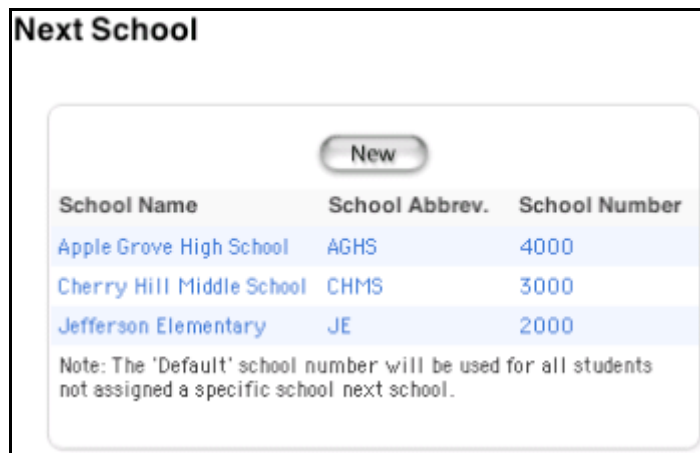 Next School
New
School Name School Abbrev. School Number
Apple Grove High School AGHS 4000
Cherry Hill Middle School CHMS 3000
Jefferson Elementary JE 2000
Note: The 'Default' school number will be used for all students
not assigned a specific school next school.